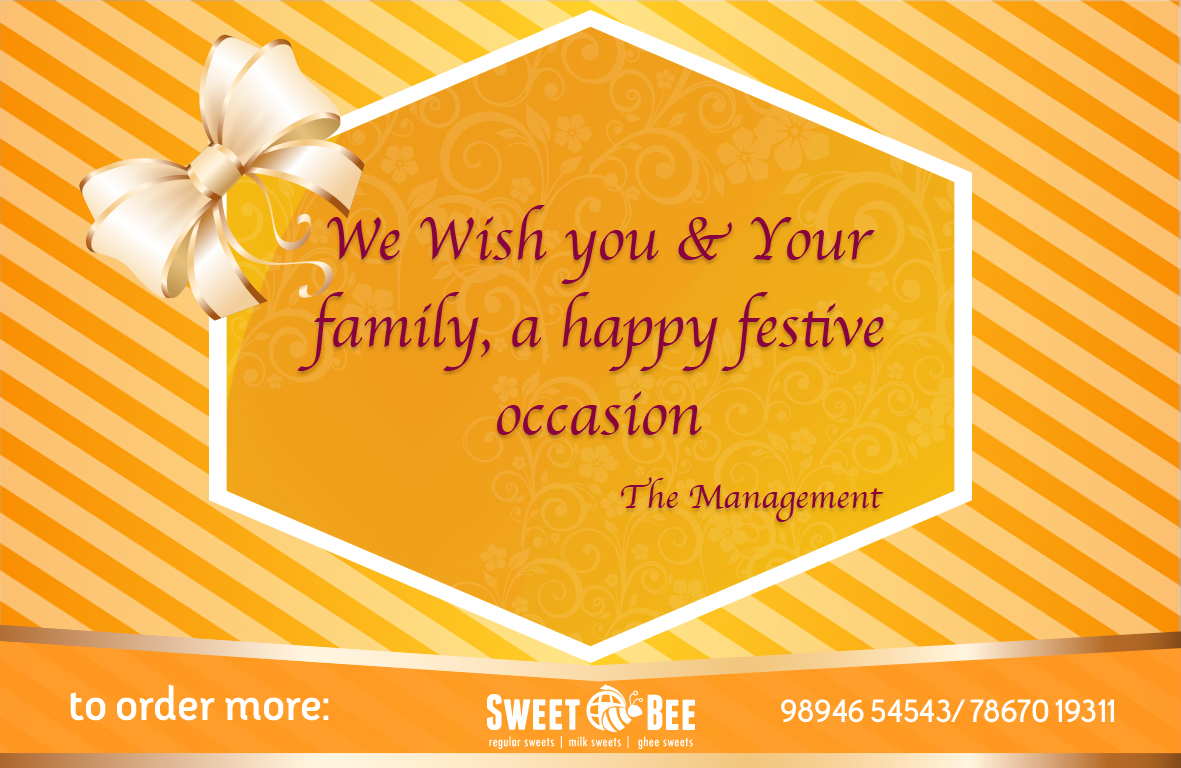 We Wish you & Your
family, a happy festive
occasion
The Management
to order more:
SWEET BEE
regular sweets | milk sweets | ghee sweets
98946 54543/ 78670 19311